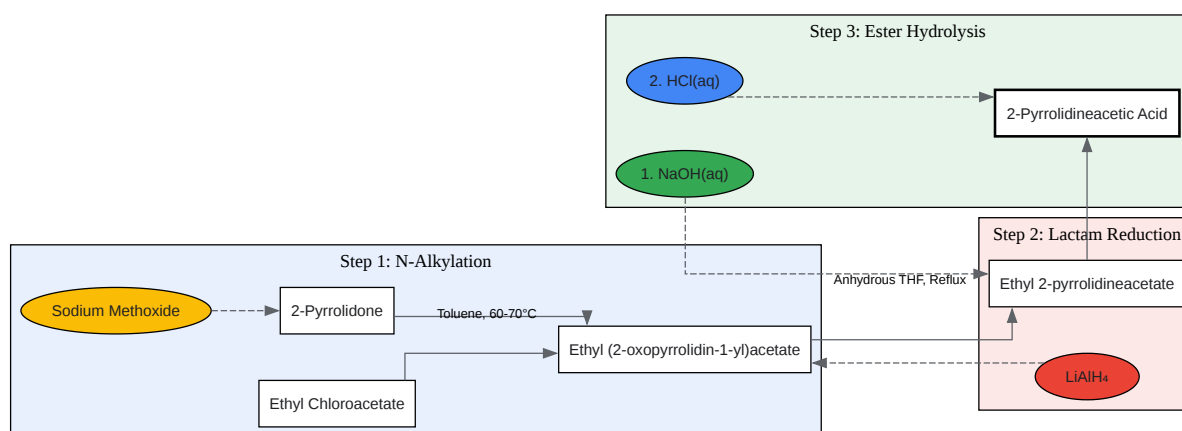 Step 3: Ester Hydrolysis
2. HCl(aq)
2-Pyrrolidineacetic Acid
1. NaOH(aq)
Step 2: Lactam Reduction
Step 1: N-Alkylation
Anhydrous THF, Reflux
Ethyl 2-pyrrolidineacetate
Sodium Methoxide
2-Pyrrolidone
Toluene, 60-70°C
Ethyl (2-oxopyrrolidin-1-yl)acetate
LiAlH₄
Ethyl Chloroacetate